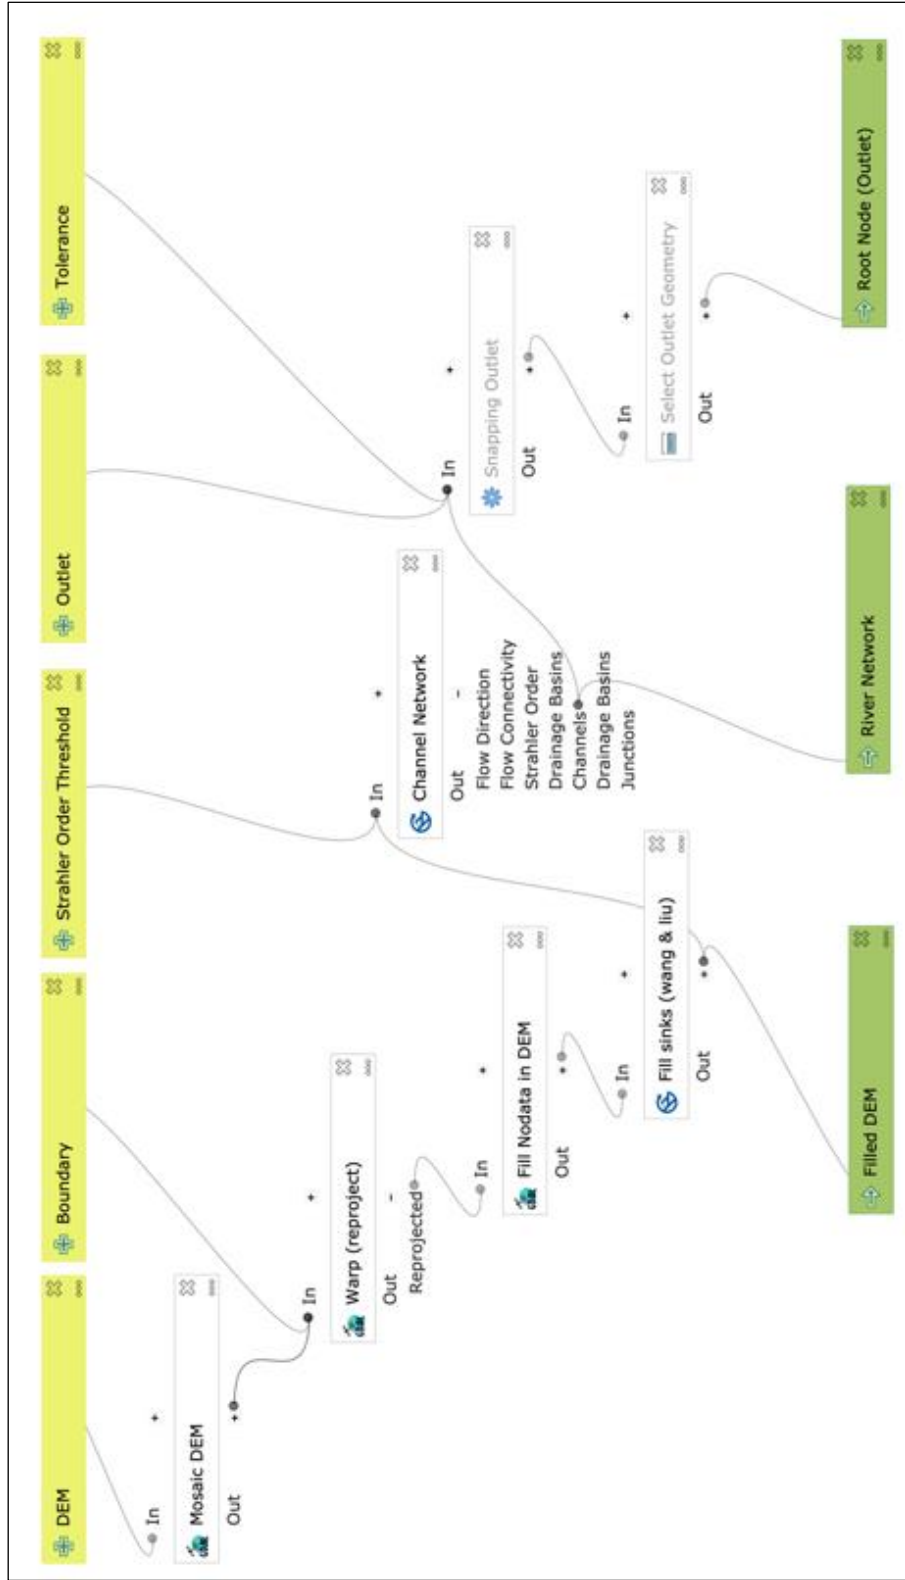 DEM
Boundary
Strahler Order Threshold
Outlet
Tolerance
In
Mosaic DEM
Out
In
Warp (reproject)
Out
Reprojected
In
Fill Nodata in DEM
Out
In
Fill sinks (wang & liu)
Out
In
Channel Network
Out
Flow Direction
Flow Connectivity
Strahler Order
Drainage Basins
Channels
Drainage Basins
Junctions
In
Snapping Outlet
Out
In
Select Outlet Geometry
Out
Filled DEM
River Network
Root Node (Outlet)